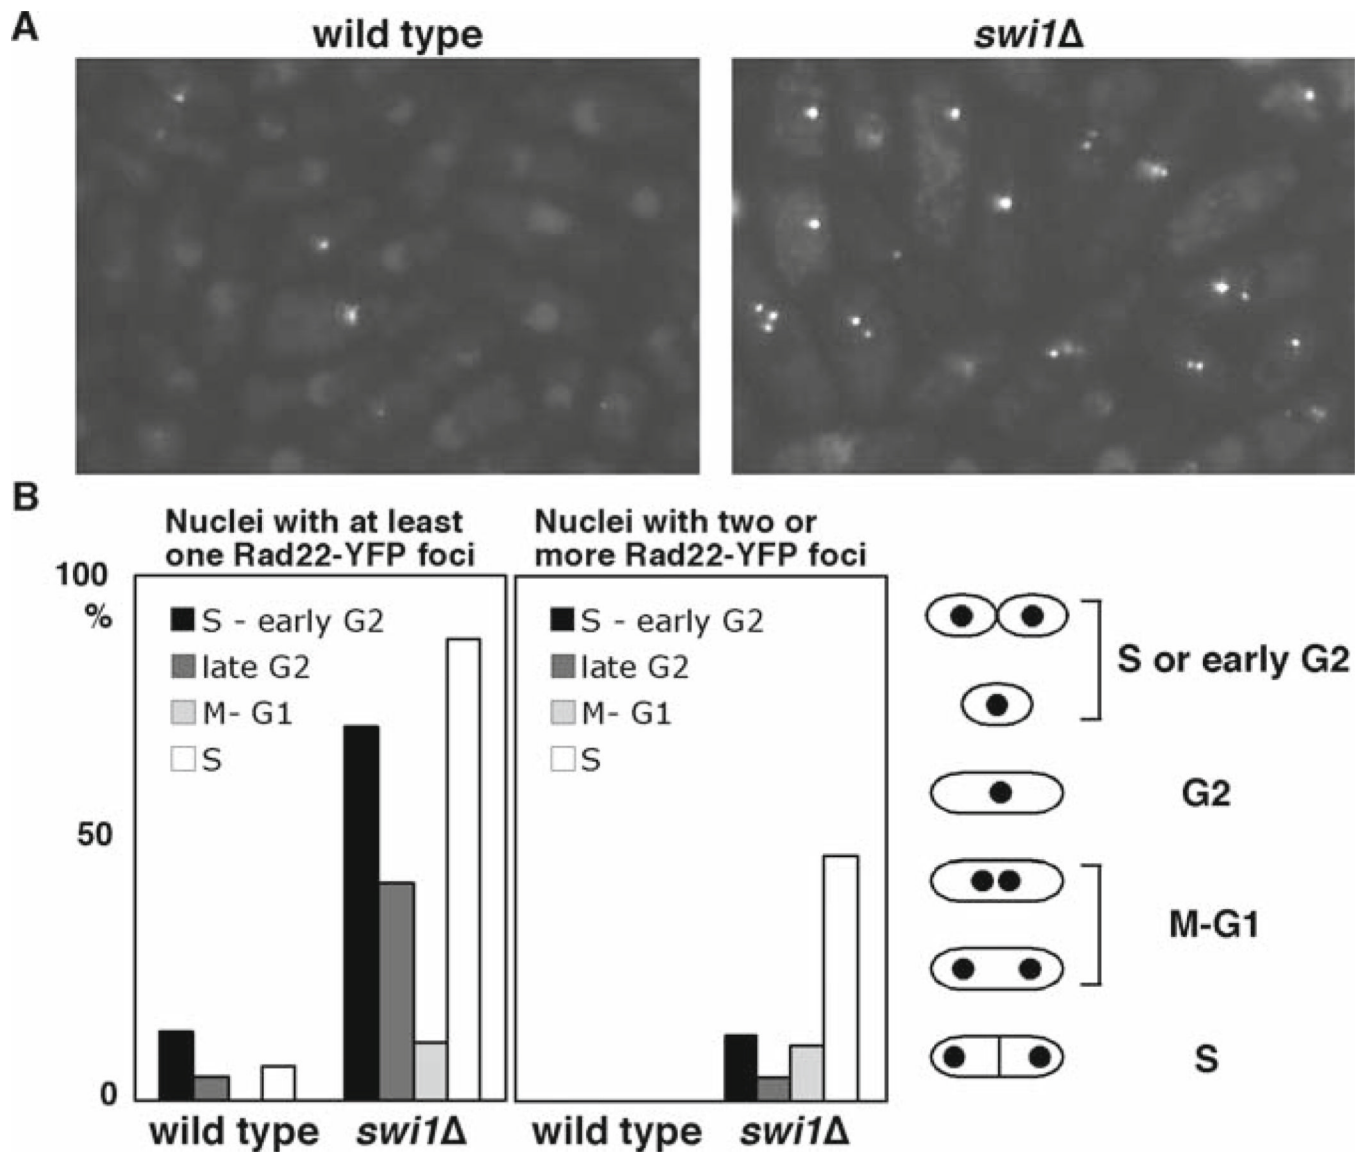 A
wild type
swi1Δ
B
Nuclei with at least
one Rad22-YFP foci
Nuclei with two or
more Rad22-YFP foci
100
%
50
0
S - early G2
late G2
M- G1
S
S - early G2
late G2
M- G1
S
wild type
swi1Δ
wild type
swi1Δ
S or early G2
G2
M-G1
S